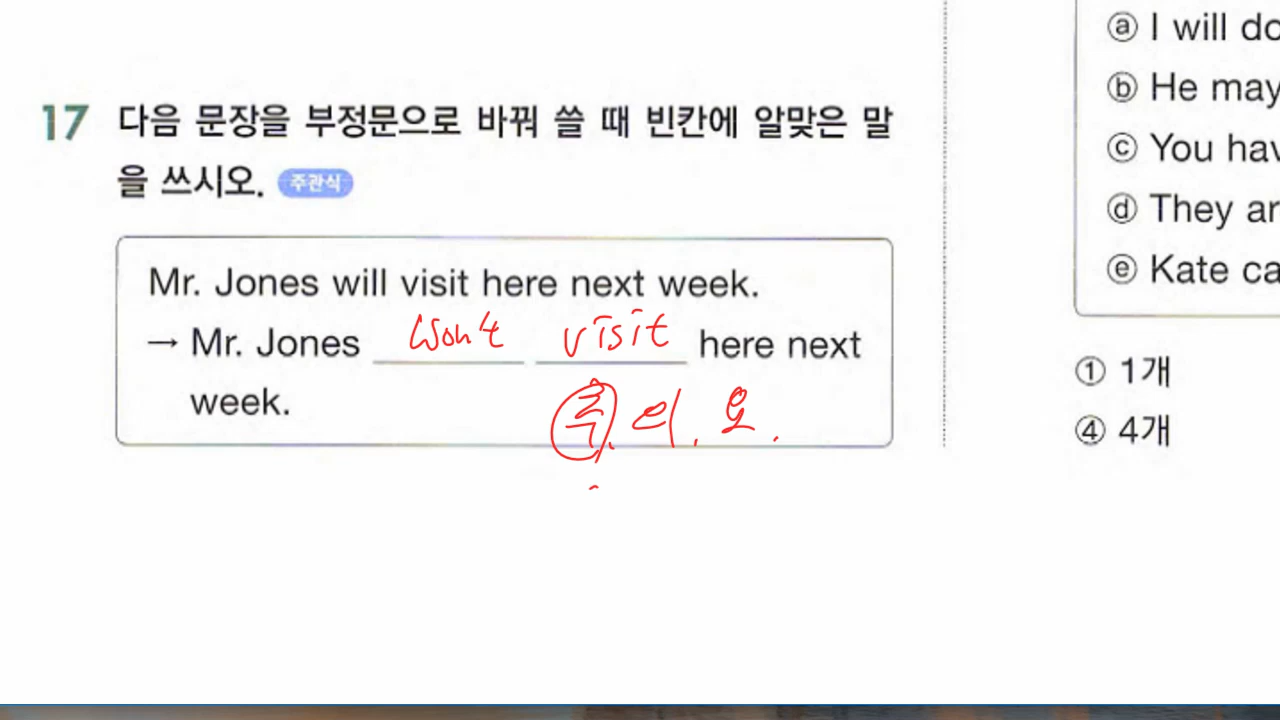 17 다음 문장을 부정문으로 바꿔 쓸 때 빈칸에 알맞은 말
을 쓰시오. 주관식
Mr. Jones will visit here next week.
→ Mr. Jones won't visit here next
week.
ⓐ I will do
ⓑ He may
ⓒ You hav
ⓓ They ar
ⓔ Kate ca
① 1개
④ 4개